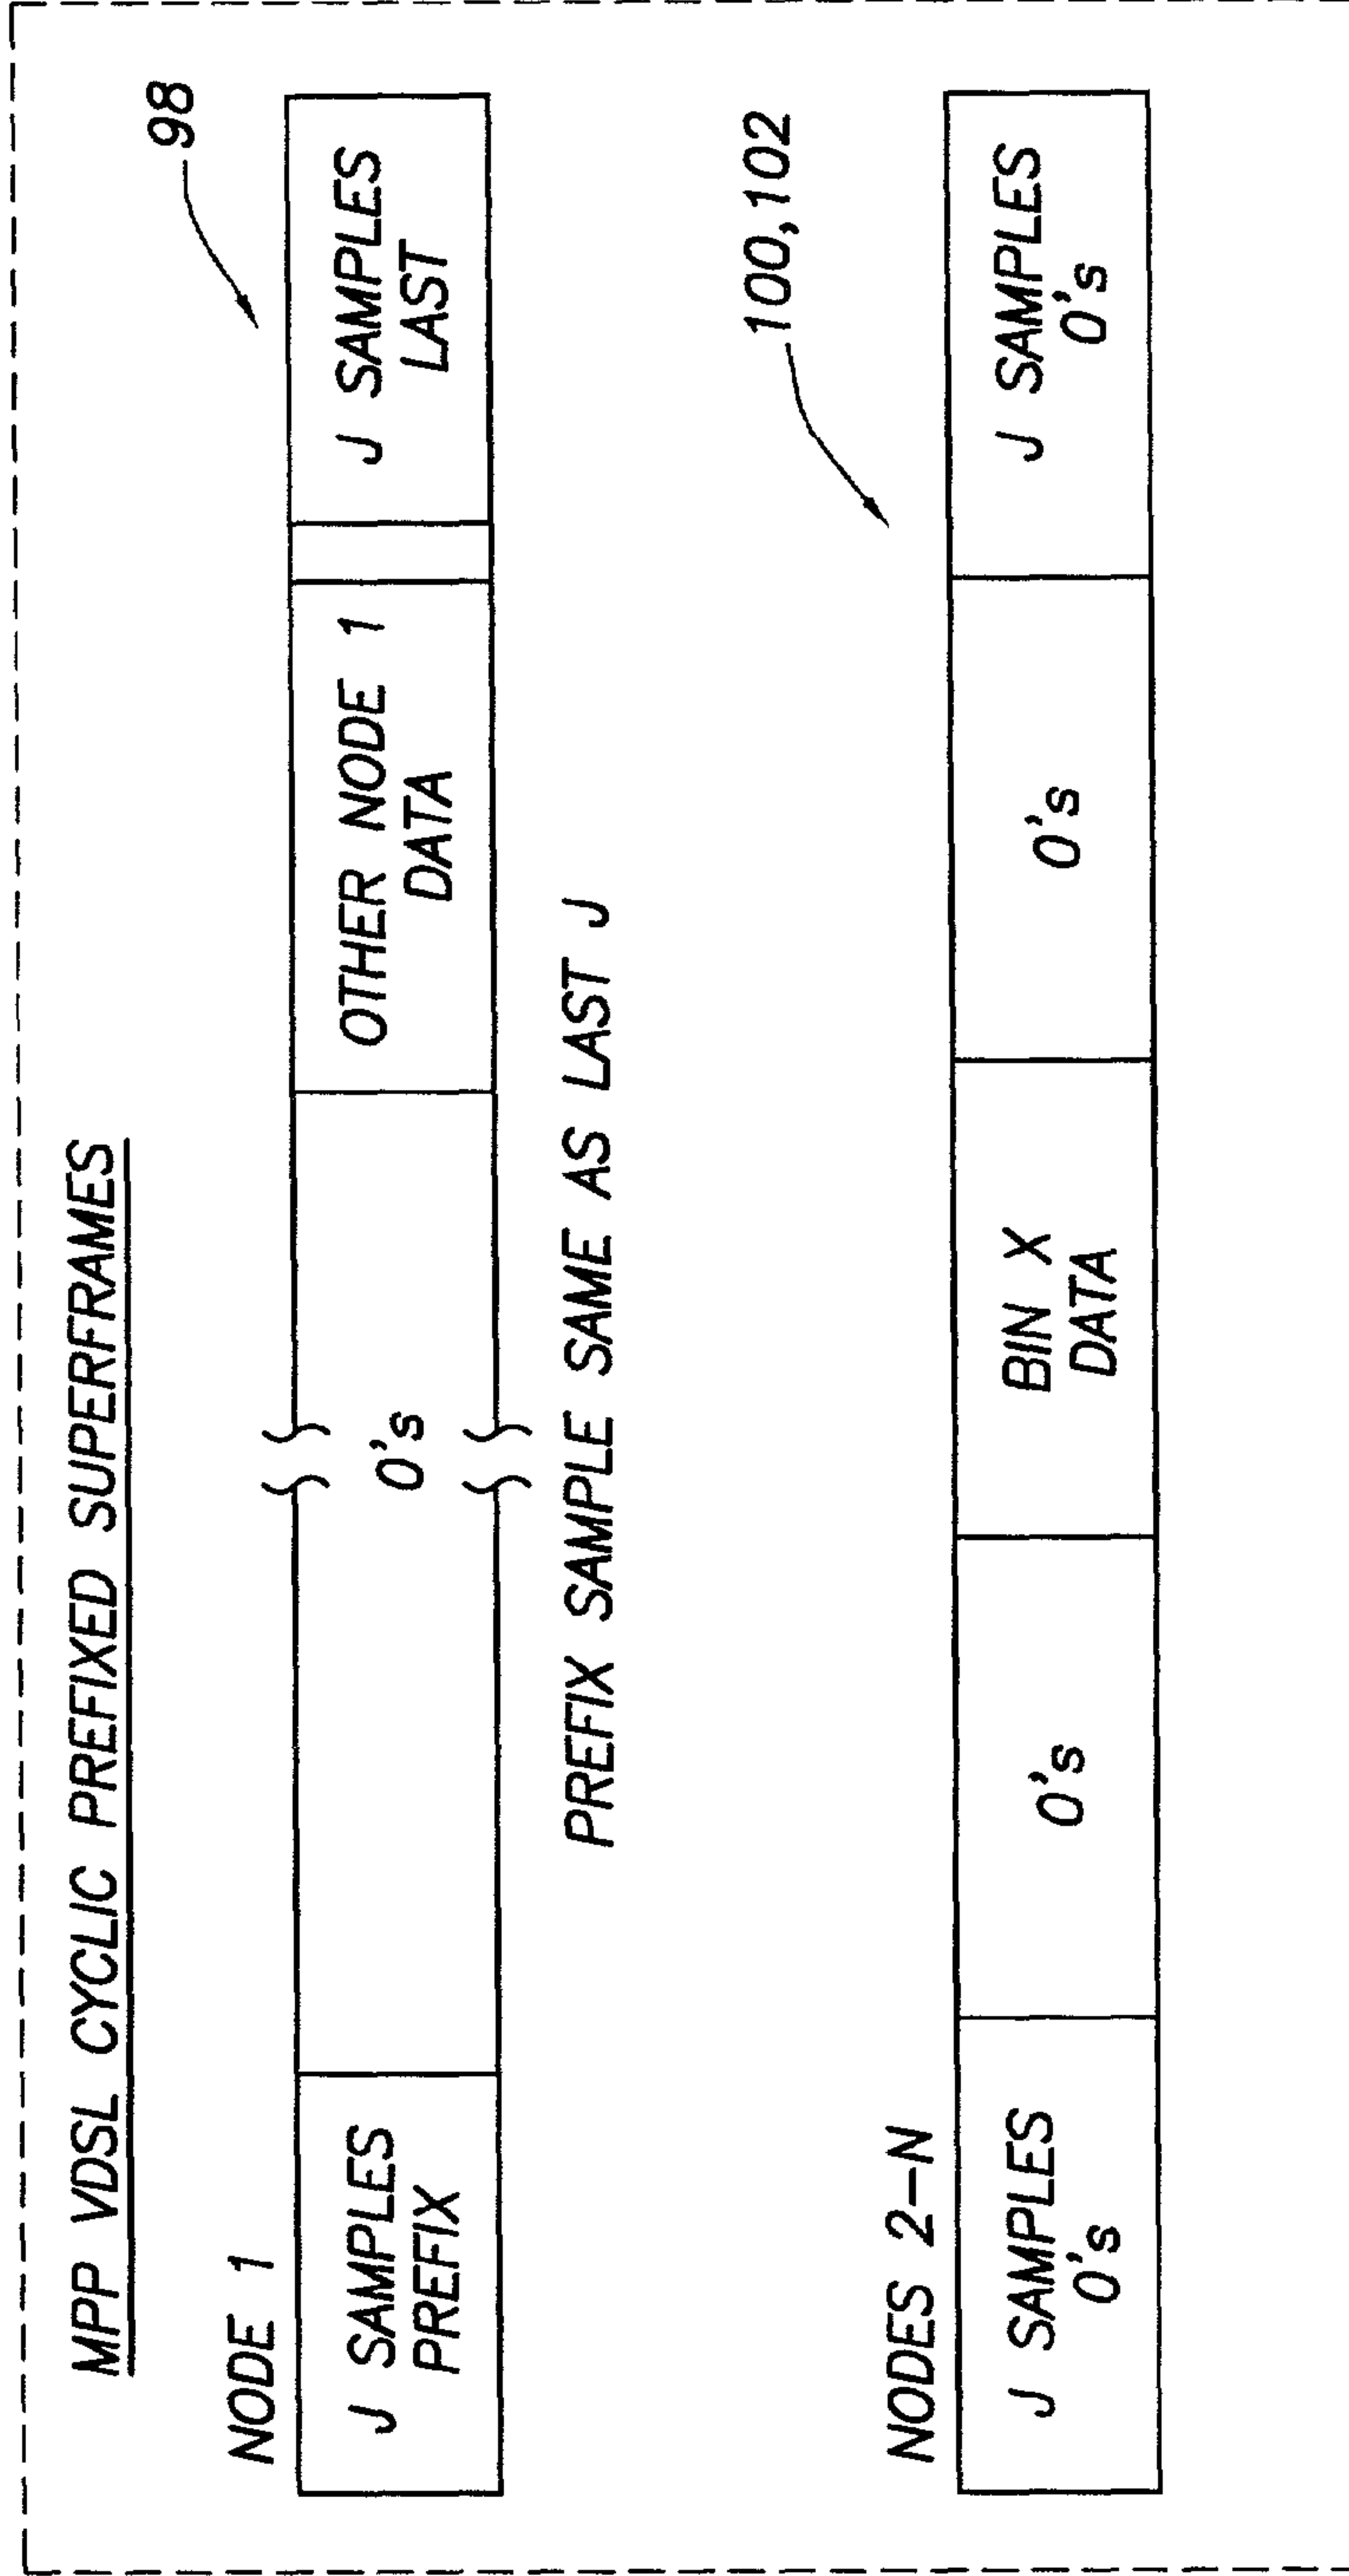 MPP VDSL CYCLIC PREFIXED SUPERFRAMES
98
NODE 1
J SAMPLES
PREFIX
0's
OTHER NODE 1
DATA
J SAMPLES
LAST
PREFIX SAMPLE SAME AS LAST J
100,102
NODES 2-N
J SAMPLES
0's
0's
BIN X
DATA
0's
J SAMPLES
0's